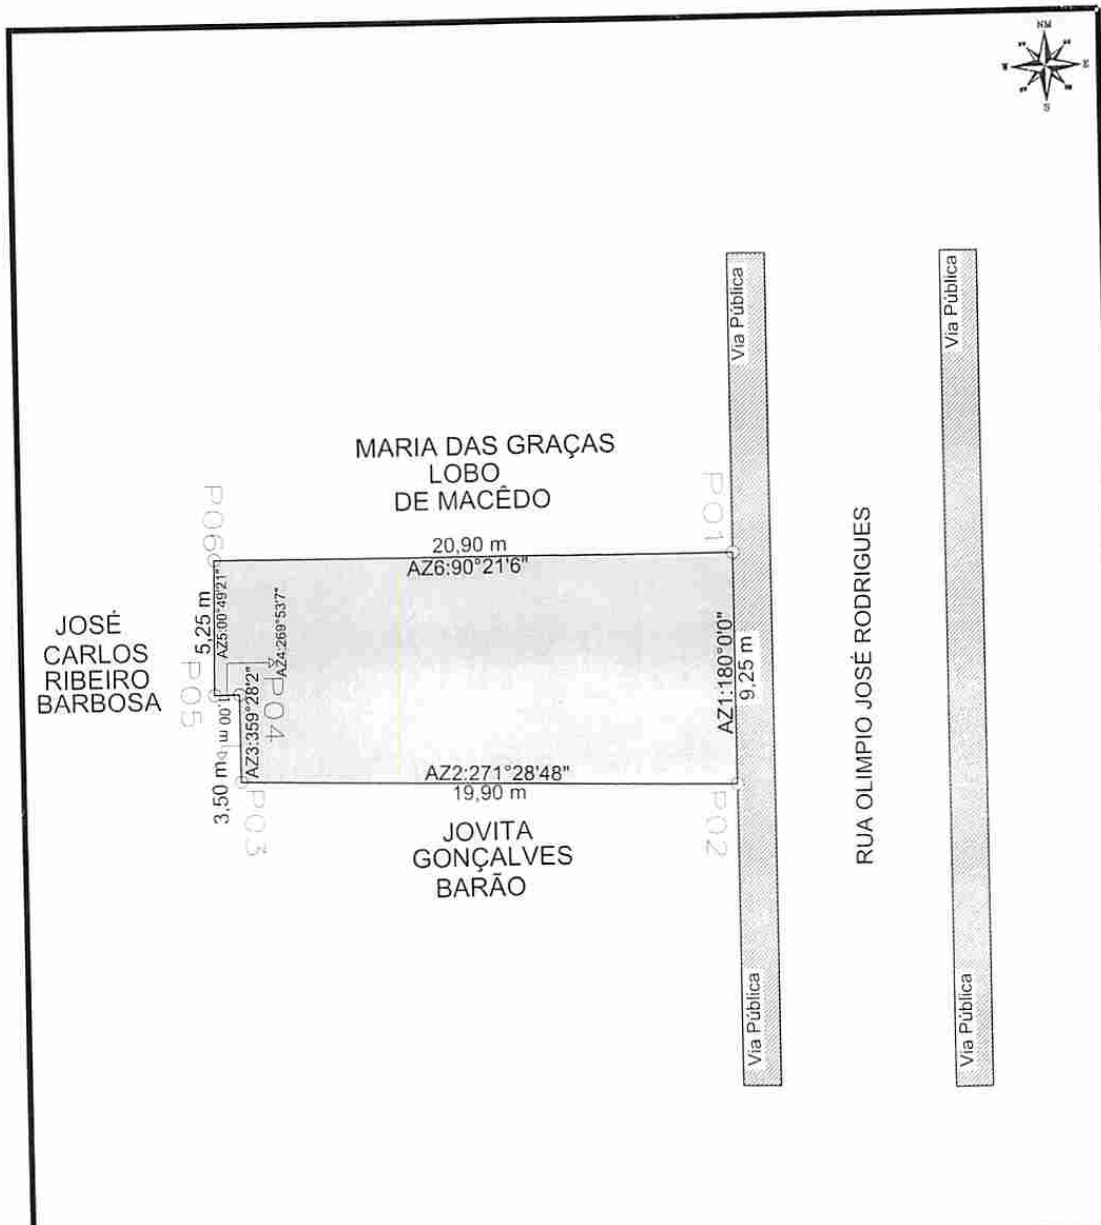 NM
W
E
S
Via Pública
Via Pública
MARIA DAS GRAÇAS
LOBO
DE MACÊDO
P06
P01
20,90 m
AZ6:90°21'6"
5,25 m
AZ5:00°49'21"
AZ4:269°53'7"
JOSÉ
CARLOS
RIBEIRO
BARBOSA
P05
P04
1,00 m
AZ3:359°28'2"
3,50 m
P03
AZ1:180°0'0"
9,25 m
AZ2:271°28'48"
19,90 m
P02
RUA OLIMPIO JOSÉ RODRIGUES
JOVITA
GONÇALVES
BARÃO
Via Pública
Via Pública